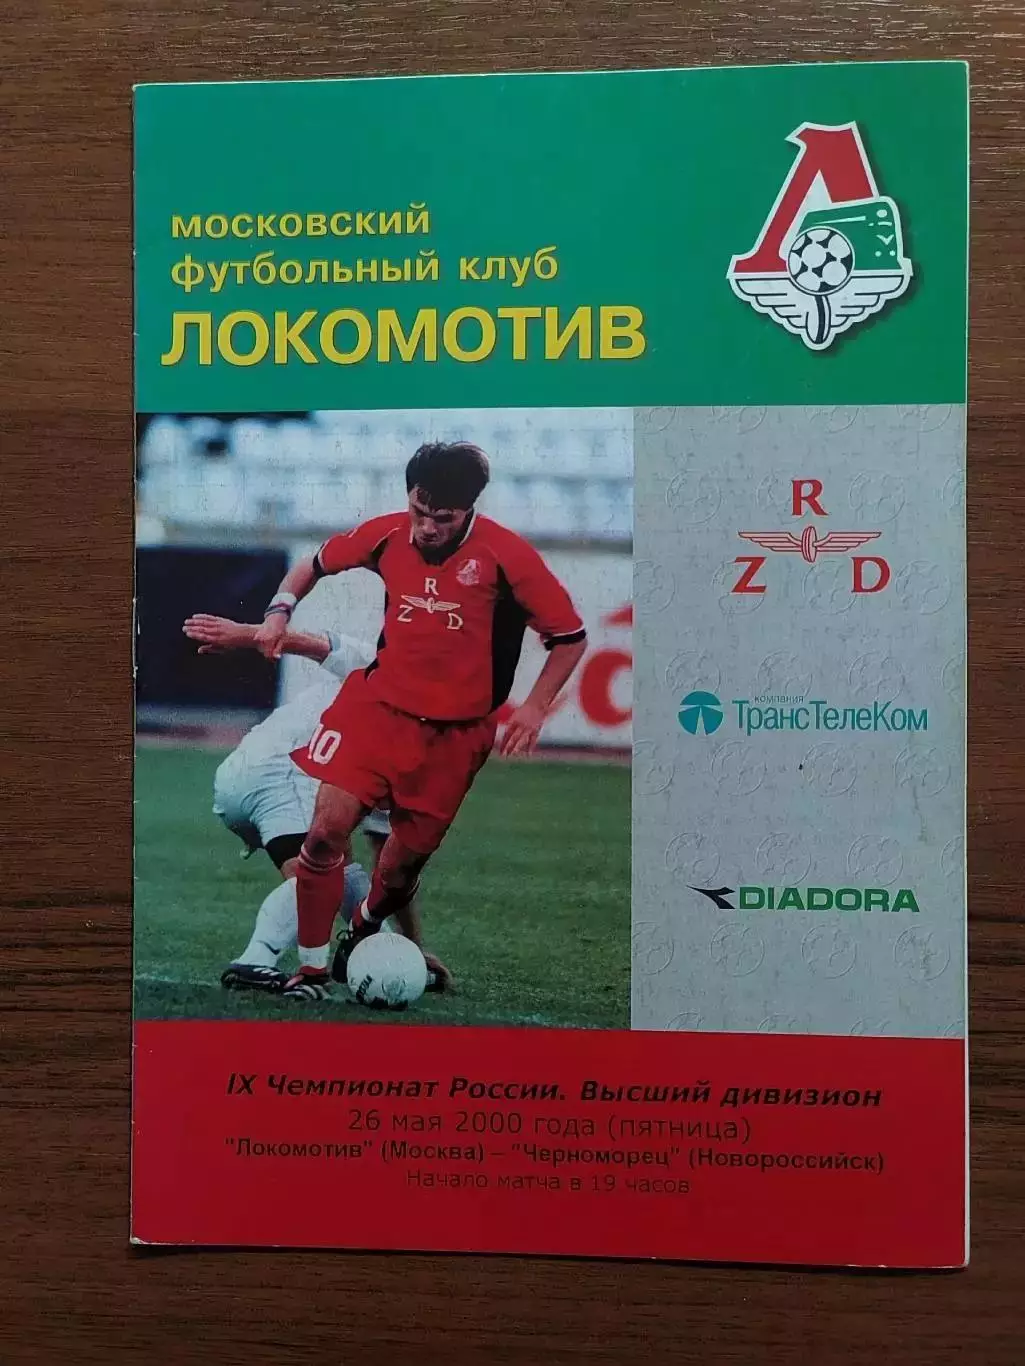 московский
футбольный клуб
ЛОКОМОТИВ
R
Z D
R
Z D
10
компания
ТрансТелеКом
DIADORA
IX Чемпионат России. Высший дивизион
26 мая 2000 года (пятница)
"Локомотив" (Москва) – "Черноморец" (Новороссийск)
Начало матча в 19 часов